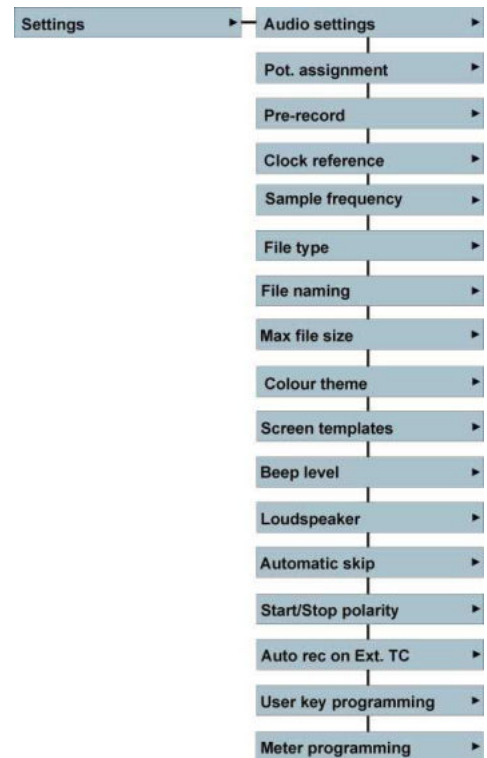 Settings
Audio settings
Pot. assignment
Pre-record
Clock reference
Sample frequency
File type
File naming
Max file size
Colour theme
Screen templates
Beep level
Loudspeaker
Automatic skip
Start/Stop polarity
Auto rec on Ext. TC
User key programming
Meter programming